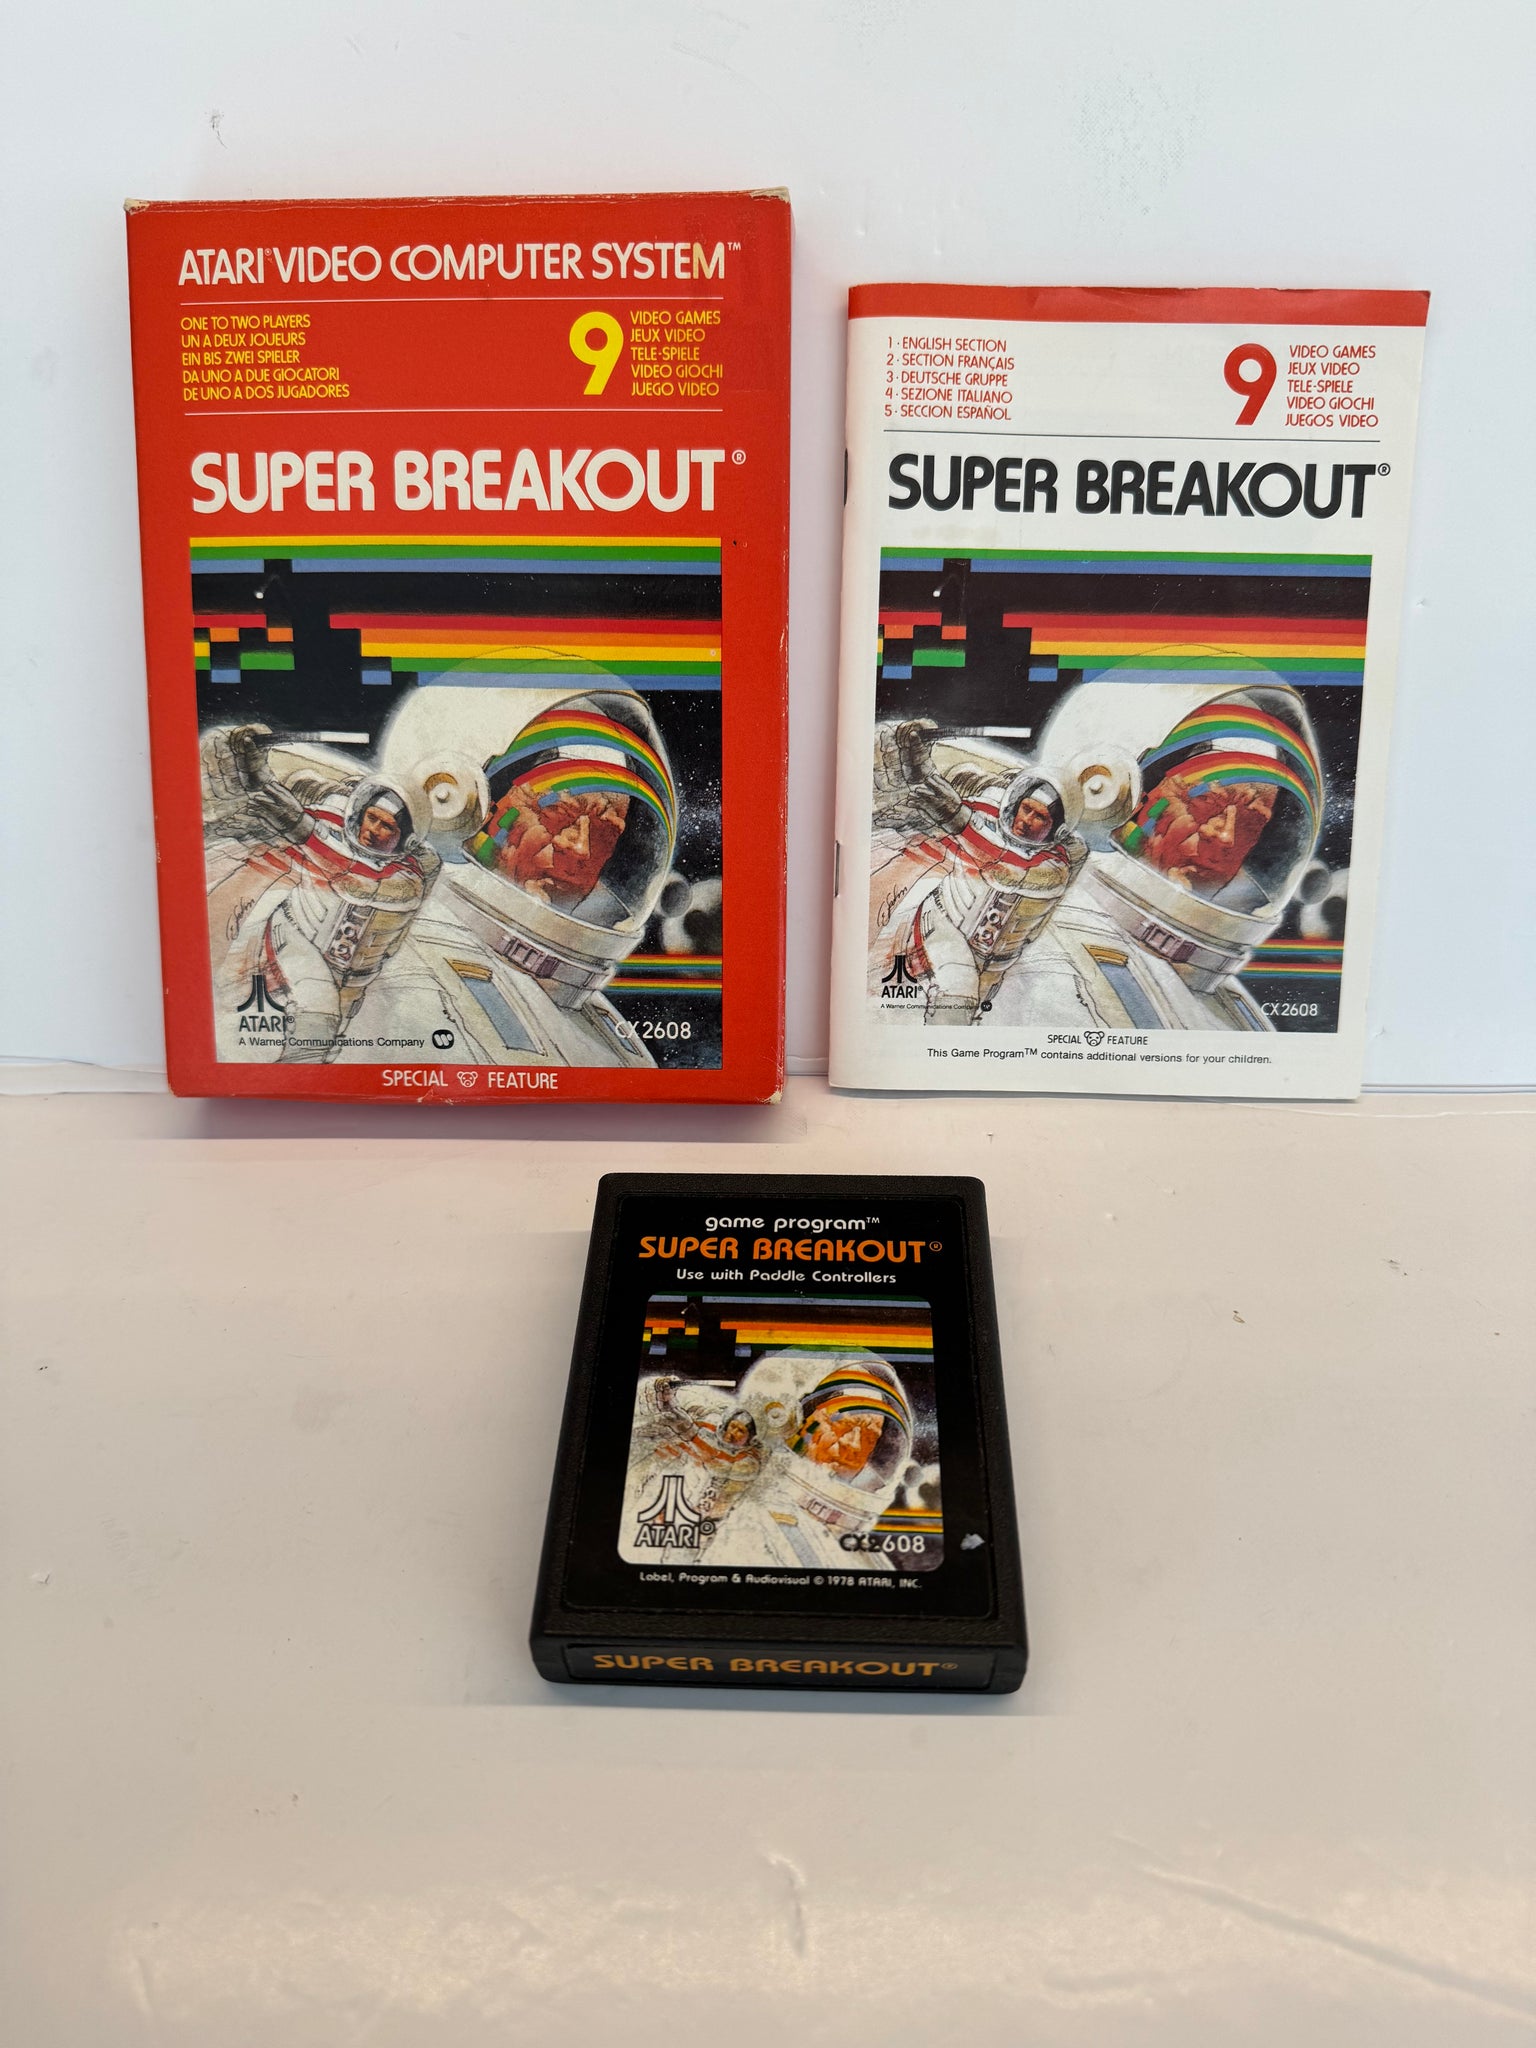 ATARI® VIDEO COMPUTER SYSTEM™
ONE TO TWO PLAYERS
UN A DEUX JOUEURS
EIN BIS ZWEI SPIELER
DA UNO A DUE GIOCATORI
DE UNO A DOS JUGADORES
9
VIDEO GAMES
JEUX VIDEO
TELE-SPIELE
VIDEO GIOCHI
JUEGO VIDEO
SUPER BREAKOUT®
ATARI®
A Warner Communications Company
CX2608
SPECIAL FEATURE
1 · ENGLISH SECTION
2 · SECTION FRANÇAIS
3 · DEUTSCHE GRUPPE
4 · SEZIONE ITALIANO
5 · SECCION ESPAÑOL
9
VIDEO GAMES
JEUX VIDEO
TELE-SPIELE
VIDEO GIOCHI
JUEGOS VIDEO
SUPER BREAKOUT®
ATARI®
A Warner Communications Company
CX2608
SPECIAL FEATURE
This Game Program™ contains additional versions for your children.
game program™
SUPER BREAKOUT®
Use with Paddle Controllers
ATARI®
CX2608
Label, Program & Audiovisual © 1978 ATARI, INC.
SUPER BREAKOUT®